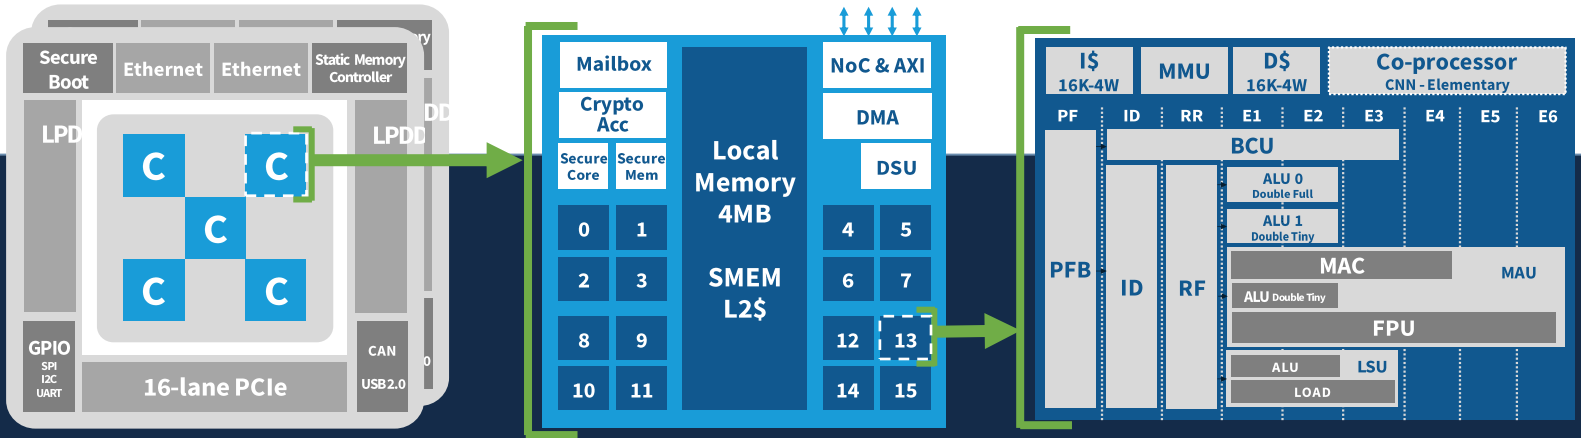 Secure
Boot
Ethernet
Ethernet
Static Memory
Controller
ry
LPD
LPDD
DD
C
C
C
C
C
GPIO
SPI
I2C
UART
16-lane PCIe
CAN
USB2.0
0
Mailbox
Crypto
Acc
Secure
Core
Secure
Mem
0
1
2
3
8
9
10
11
Local
Memory
4MB
SMEM
L2$
NoC & AXI
DMA
DSU
4
5
6
7
12
13
14
15
I$
16K-4W
MMU
D$
16K-4W
Co-processor
CNN - Elementary
PF
ID
RR
E1
E2
E3
E4
E5
E6
BCU
PFB
ID
RF
ALU 0
Double Full
ALU 1
Double Tiny
MAC
MAU
ALU Double Tiny
FPU
ALU
LSU
LOAD